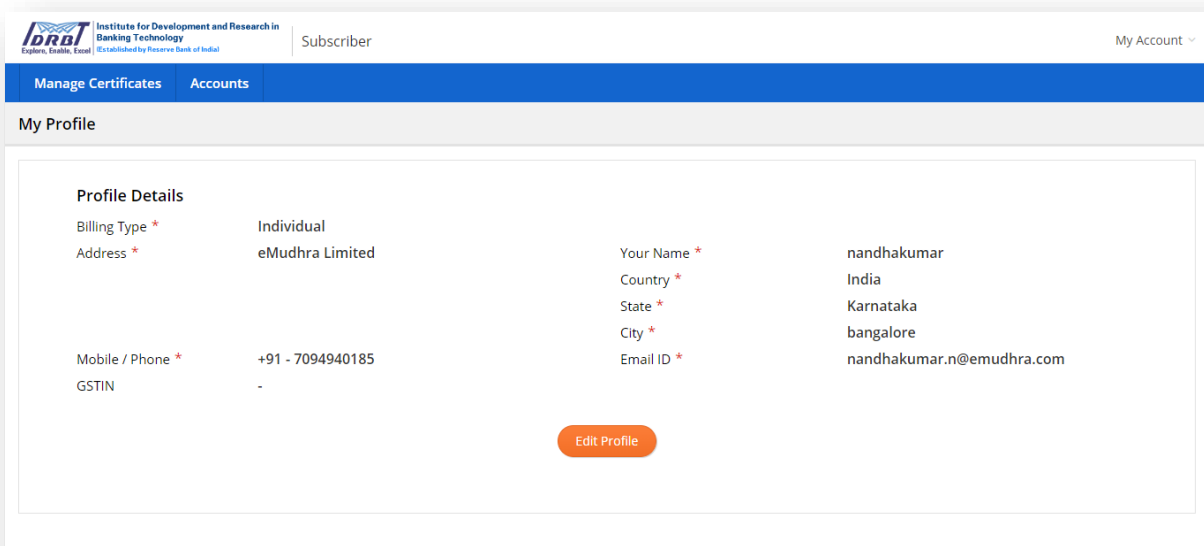 IDRBT
Explore, Enable, Excel
Institute for Development and Research in
Banking Technology
(Established by Reserve Bank of India)
Subscriber
My Account
Manage Certificates Accounts
My Profile
Profile Details
Billing Type * Individual
Address * eMudhra Limited Your Name * nandhakumar
Country * India
State * Karnataka
City * bangalore
Mobile / Phone * +91 - 7094940185 Email ID * nandhakumar.n@emudhra.com
GSTIN -
Edit Profile